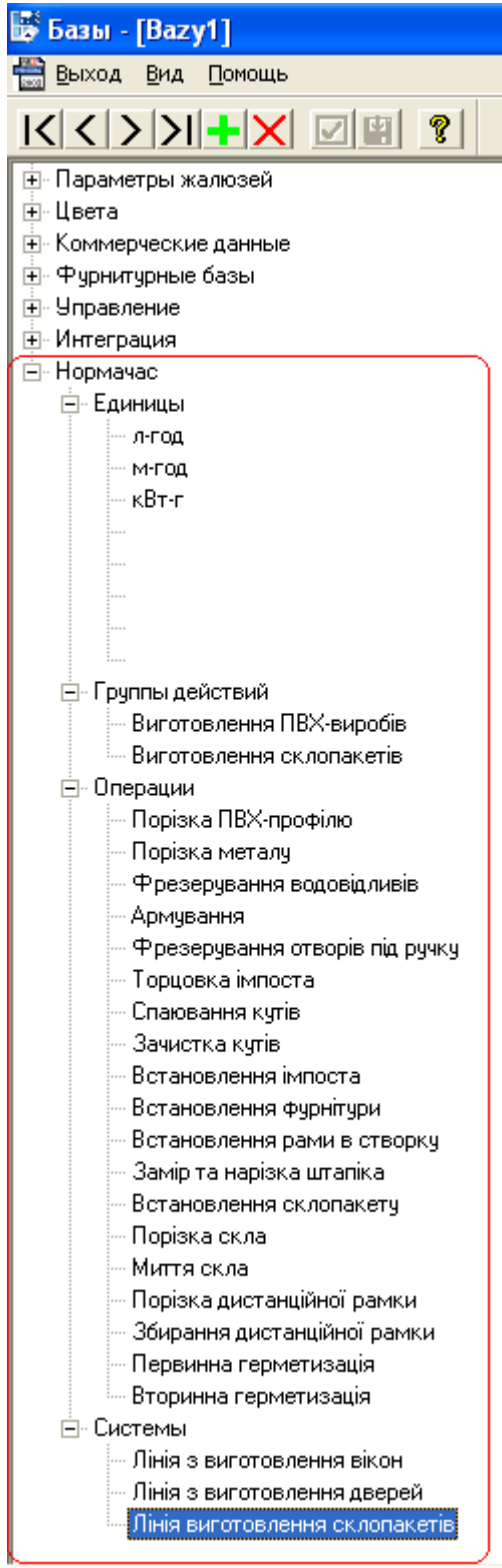 Базы - [Bazy1]
Выход Вид Помощь
Параметры жалюзей
Цвета
Коммерческие данные
Фурнитурные базы
Управление
Интеграция
Нормачас
Единицы
л-год
м-год
кВт-г
Группы действий
Виготовлення ПВХ-виробів
Виготовлення склопакетів
Операции
Порізка ПВХ-профілю
Порізка металу
Фрезерування водовідливів
Армування
Фрезерування отворів під ручку
Торцовка імпоста
Спаювання кутів
Зачистка кутів
Встановлення імпоста
Встановлення фурнітури
Встановлення рами в створку
Замір та нарізка штапіка
Встановлення склопакету
Порізка скла
Миття скла
Порізка дистанційної рамки
Збирання дистанційної рамки
Первинна герметизація
Вторинна герметизація
Системы
Лінія з виготовлення вікон
Лінія з виготовлення дверей
Лінія виготовлення склопакетів